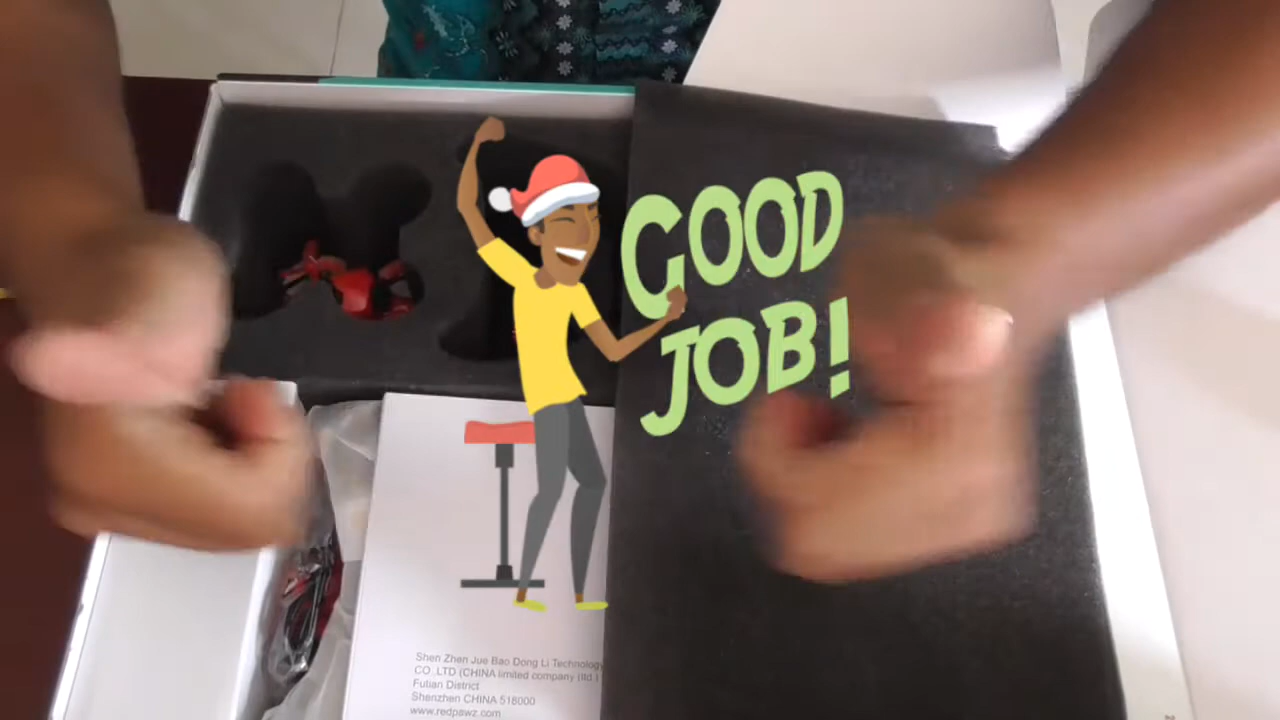 GOOD
JOB!
Shen Zhen Jue Bao Dong Li Technology
CO .LTD (CHINA limited company (ltd )
Futian District
Shenzhen CHINA 518000
www.redpawz.com